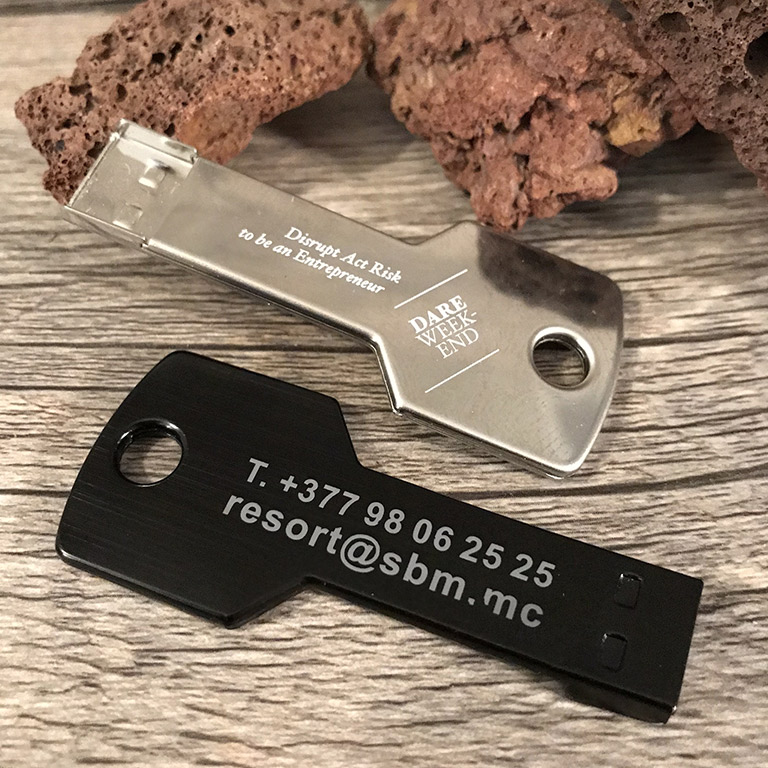 Disrupt Act Risk
to be an Entrepreneur
DARE
WEEK-
END
T. +377 98 06 25 25
resort@sbm.mc